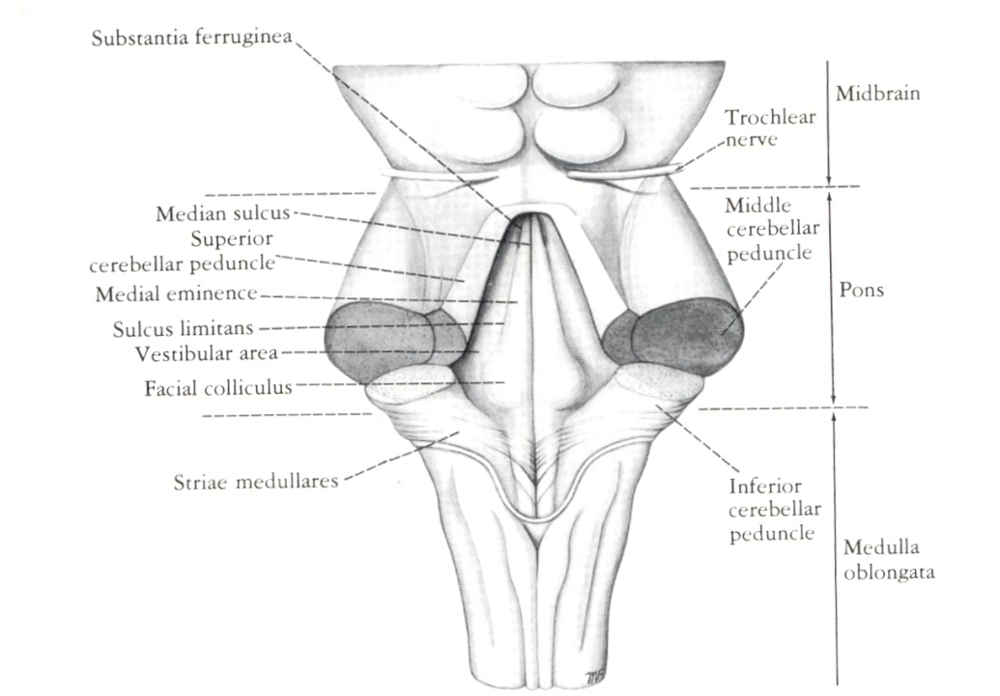 Substantia ferruginea
Midbrain
Trochlear
nerve
Median sulcus
Superior
cerebellar peduncle
Medial eminence
Sulcus limitans
Vestibular area
Facial colliculus
Striae medullares
Middle
cerebellar
peduncle
Pons
Inferior
cerebellar
peduncle
Medulla
oblongata